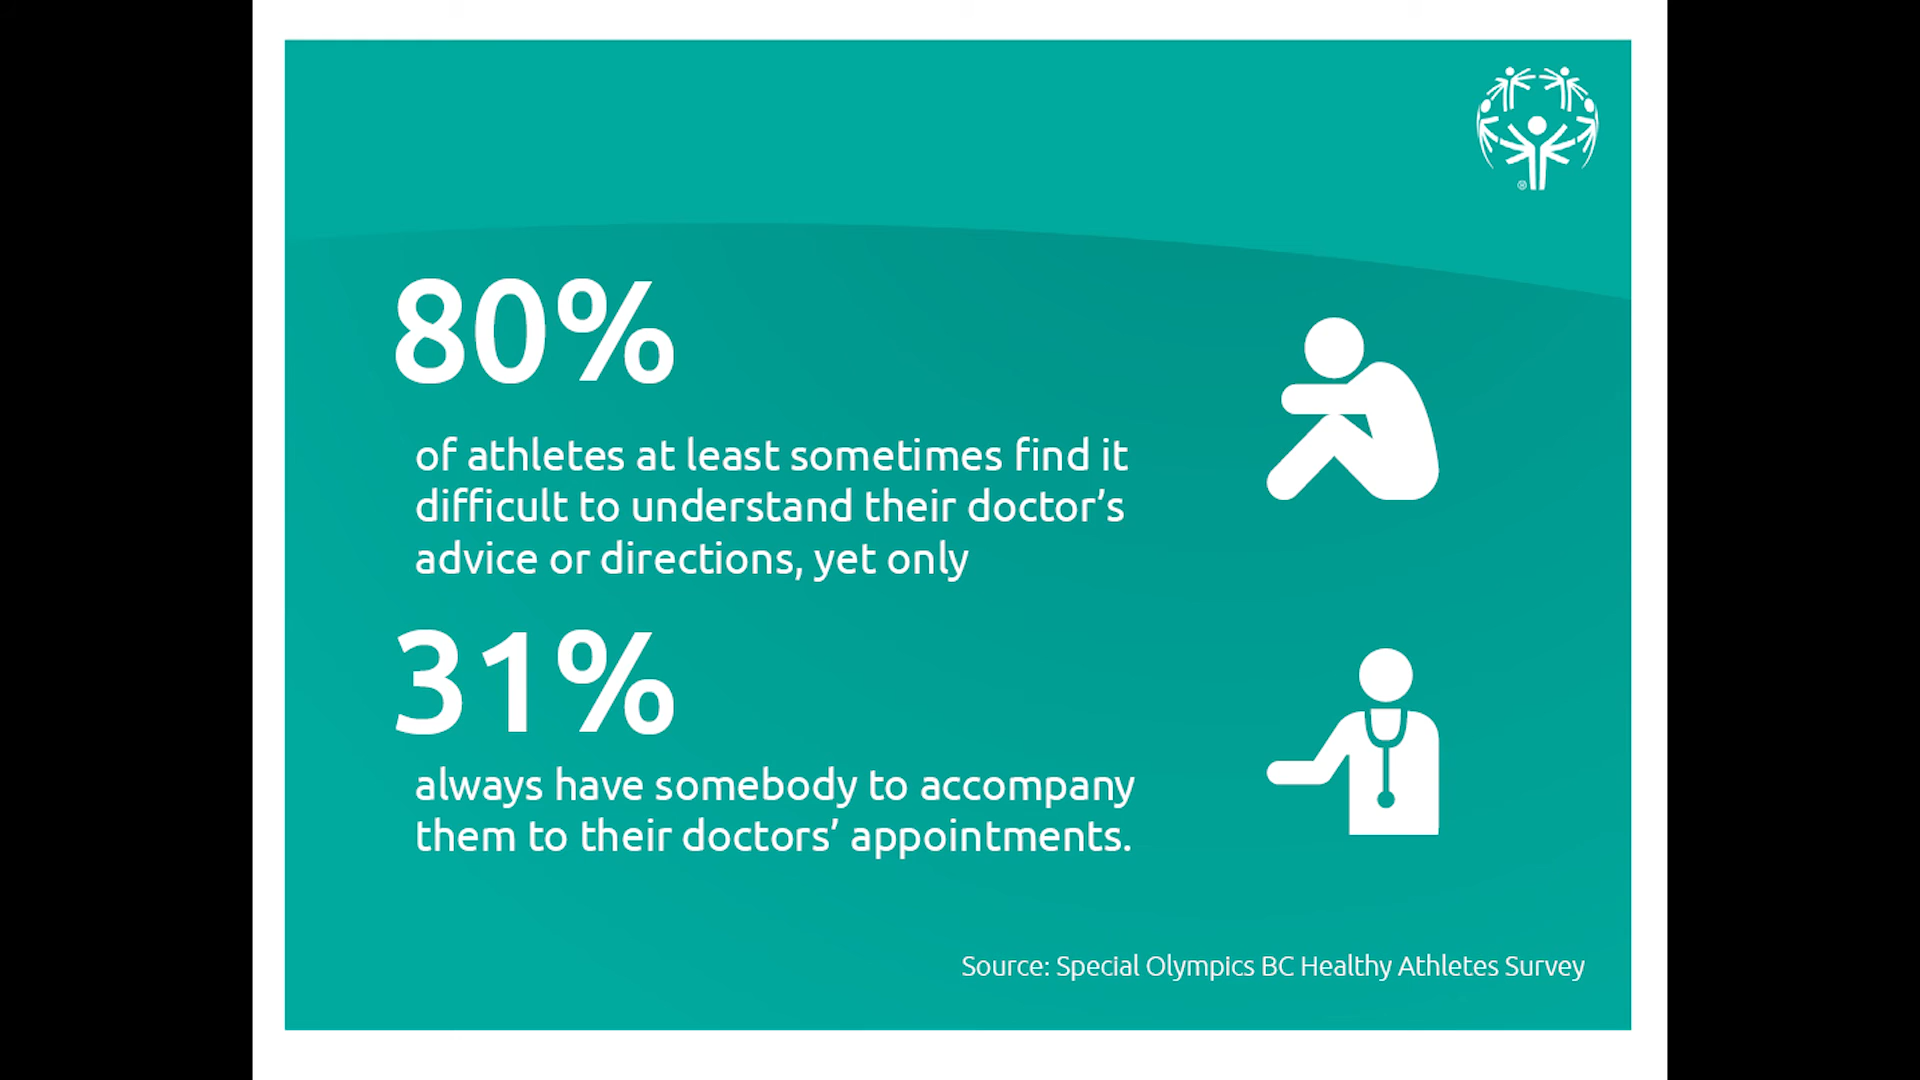 80%
of athletes at least sometimes find it
difficult to understand their doctor’s
advice or directions, yet only
31%
always have somebody to accompany
them to their doctors’ appointments.
Source: Special Olympics BC Healthy Athletes Survey
®